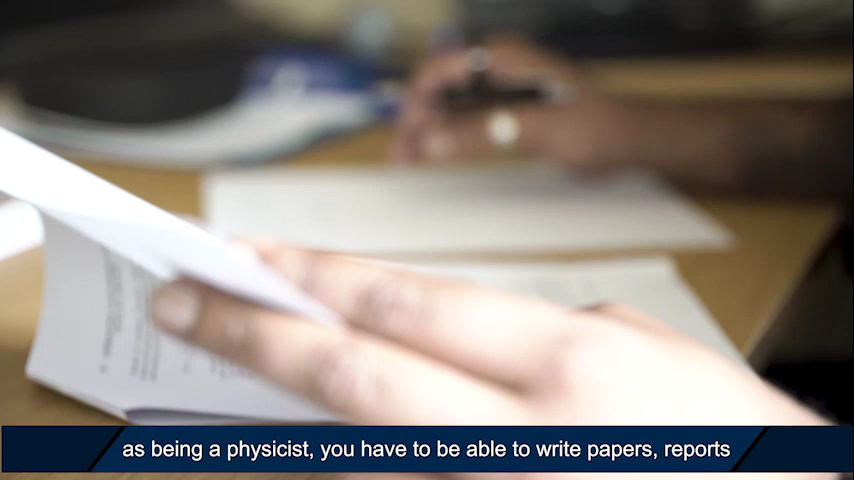 as being a physicist, you have to be able to write papers, reports